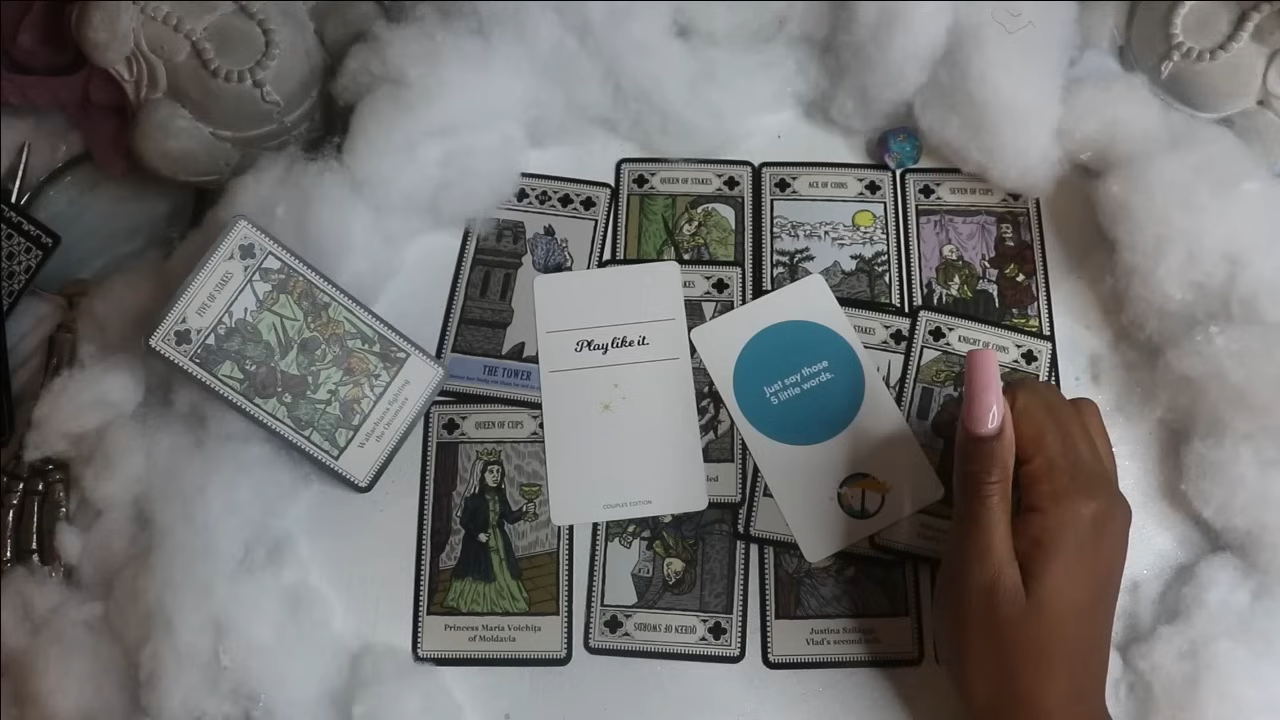 QUEEN OF STAKES
ACE OF COINS
SEVEN OF CUPS
FIVE OF STAKES
Wallachians fighting
the Ottomans
THE TOWER
Play like it.
COUPLES EDITION
Just say those
5 little words.
STAKES
KNIGHT OF COINS
QUEEN OF CUPS
Princess Maria Voichița
of Moldavia
QUEEN OF SWORDS
Justina Szilágyi
Vlad's second